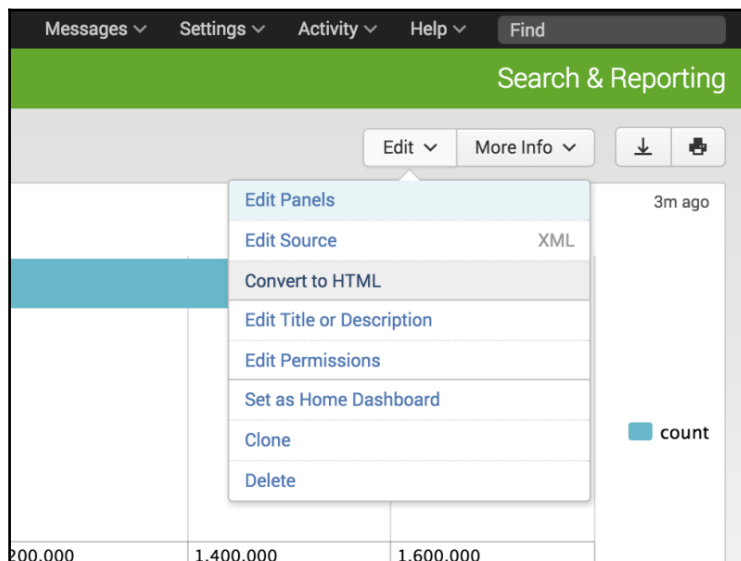 Messages Settings Activity Help Find
Search & Reporting
Edit More Info
Edit Panels
3m ago
Edit Source XML
Convert to HTML
Edit Title or Description
Edit Permissions
Set as Home Dashboard
count
Clone
Delete
200,000 1,400,000 1,600,000